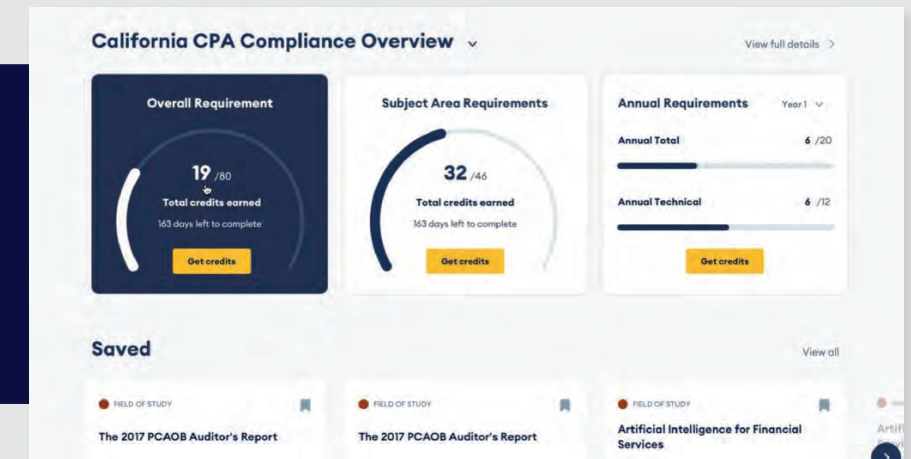 California CPA Compliance Overview
View full details
Overall Requirement
19 /80
Total credits earned
163 days left to complete
Get credits
Subject Area Requirements
32 /46
Total credits earned
163 days left to complete
Get credits
Annual Requirements
Year 1
Annual Total
6 /20
Annual Technical
6 /12
Get credits
Saved
View all
FIELD OF STUDY
The 2017 PCAOB Auditor's Report
FIELD OF STUDY
The 2017 PCAOB Auditor's Report
FIELD OF STUDY
Artificial Intelligence for Financial
Services